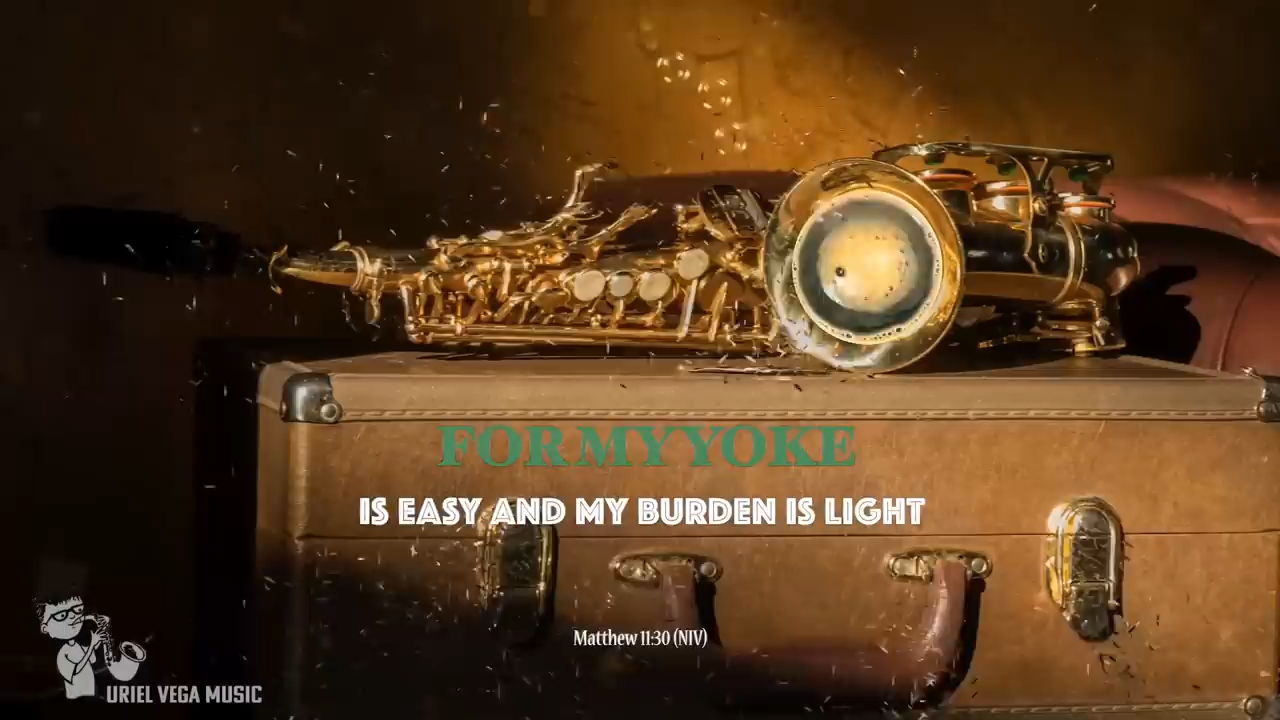 FOR MY YOKE
IS EASY AND MY BURDEN IS LIGHT
Matthew 11:30 (NIV)
URIEL VEGA MUSIC